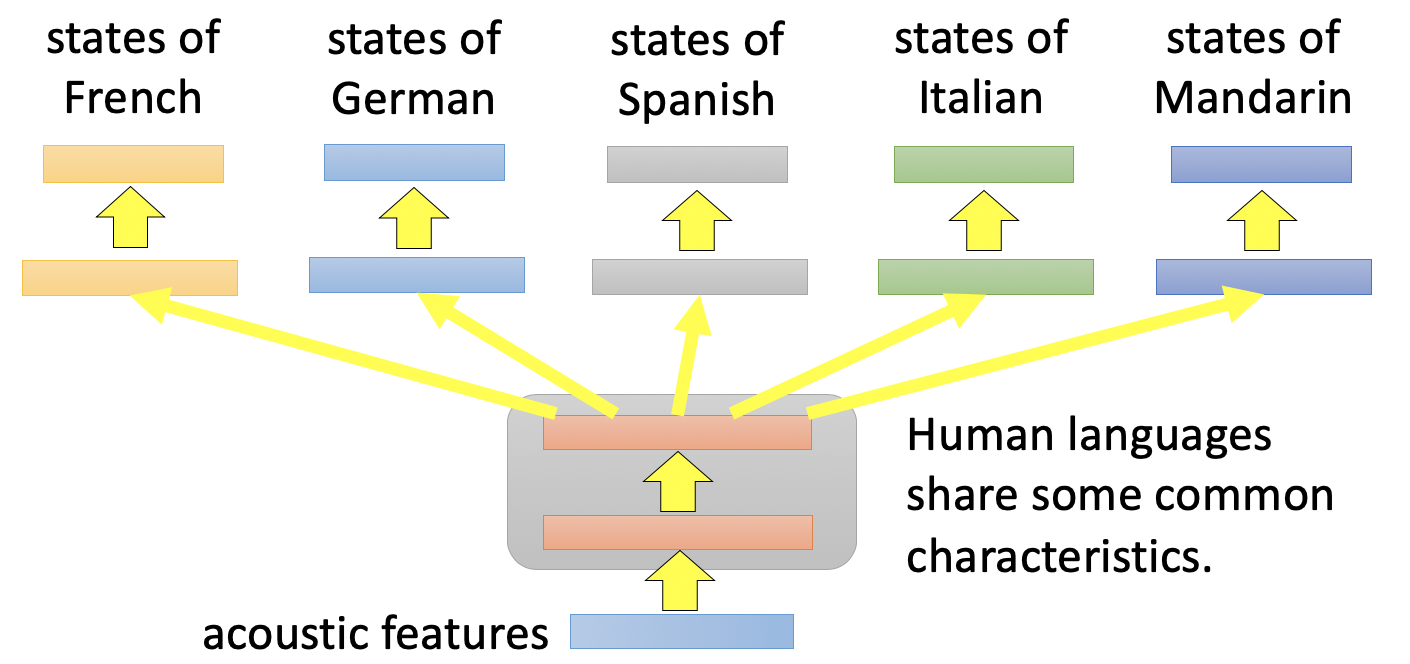 states of
French
states of
German
states of
Spanish
states of
Italian
states of
Mandarin
Human languages
share some common
characteristics.
acoustic features